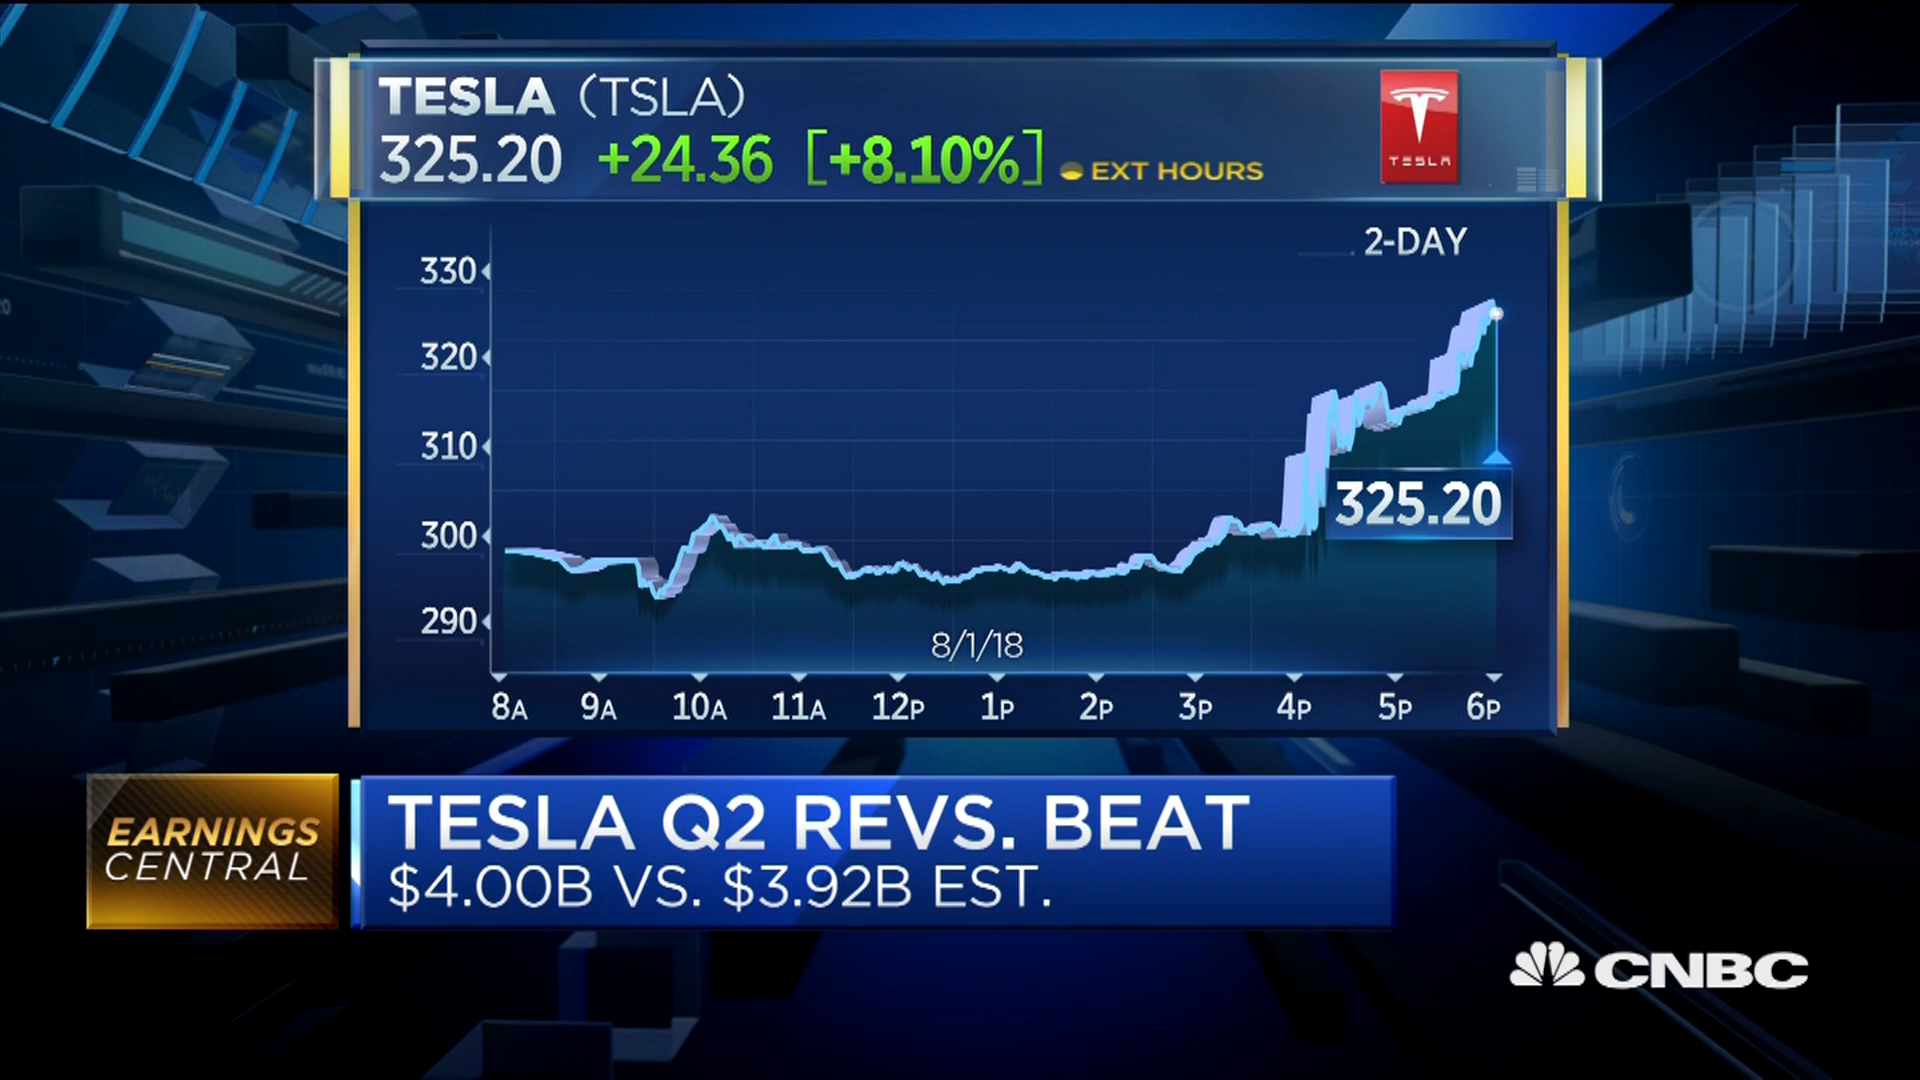 TESLA (TSLA)
325.20 +24.36 [+8.10%] EXT HOURS
TESLA
2-DAY
330
320
310
300
290
325.20
8/1/18
8A 9A 10A 11A 12P 1P 2P 3P 4P 5P 6P
EARNINGS
CENTRAL
TESLA Q2 REVS. BEAT
$4.00B VS. $3.92B EST.
CNBC